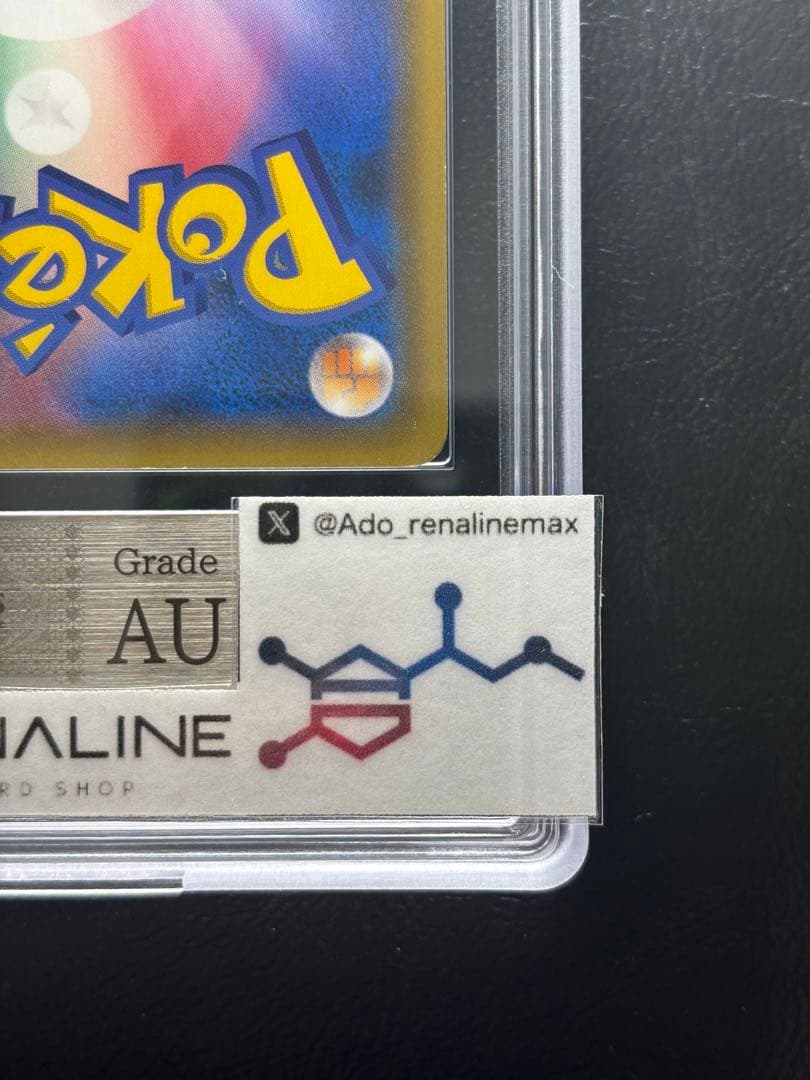 Poké
@Ado_renalinemax
Grade
AU
NALINE
RD SHOP